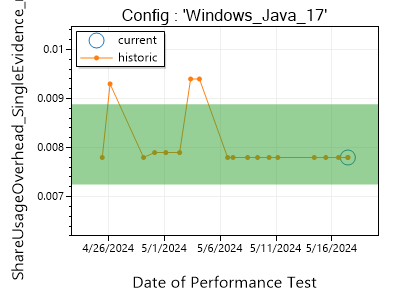 Config : 'Windows_Java_17'
current
historic
0.01
0.009
0.008
0.007
ShareUsageOverhead_SingleEvidence_
4/26/2024
5/1/2024
5/6/2024
5/11/2024
5/16/2024
Date of Performance Test